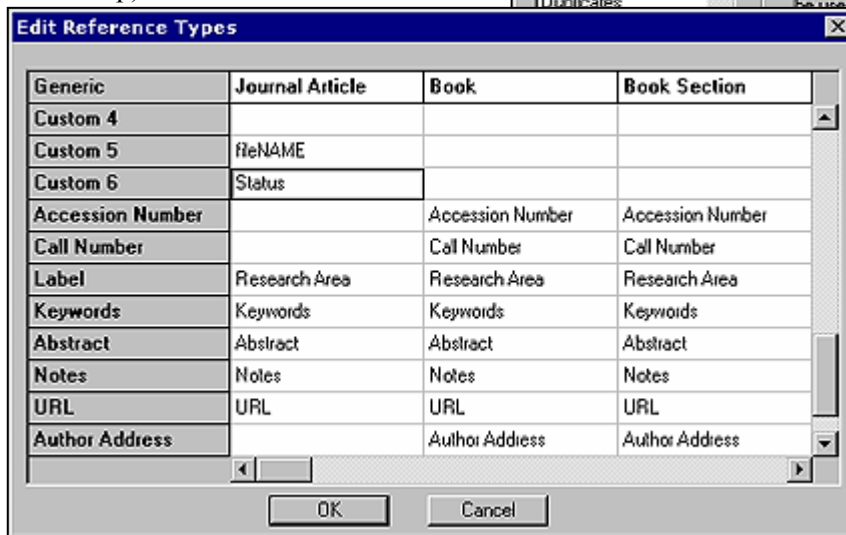 Duplicates
Edit Reference Types
Generic Journal Article Book Book Section
Custom 4
Custom 5 fileNAME
Custom 6 Status
Accession Number Accession Number Accession Number
Call Number Call Number Call Number
Label Research Area Research Area Research Area
Keywords Keywords Keywords Keywords
Abstract Abstract Abstract Abstract
Notes Notes Notes Notes
URL URL URL URL
Author Address Author Address Author Address
OK Cancel